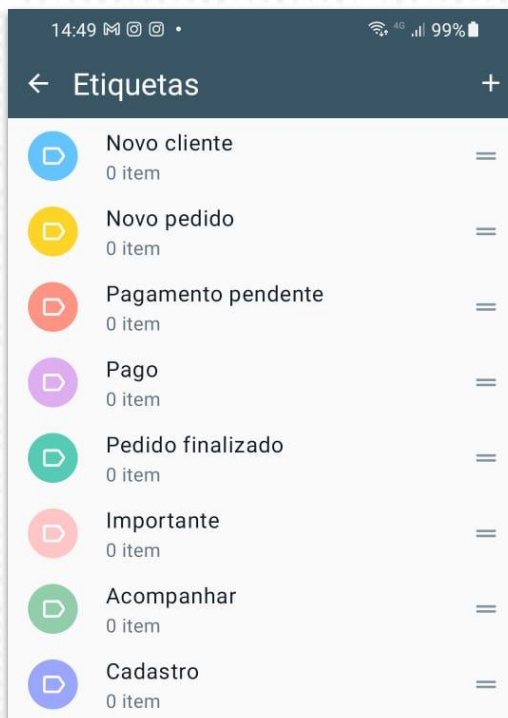 14:49
4G
99%
Etiquetas
Novo cliente
0 item
Novo pedido
0 item
Pagamento pendente
0 item
Pago
0 item
Pedido finalizado
0 item
Importante
0 item
Acompanhar
0 item
Cadastro
0 item